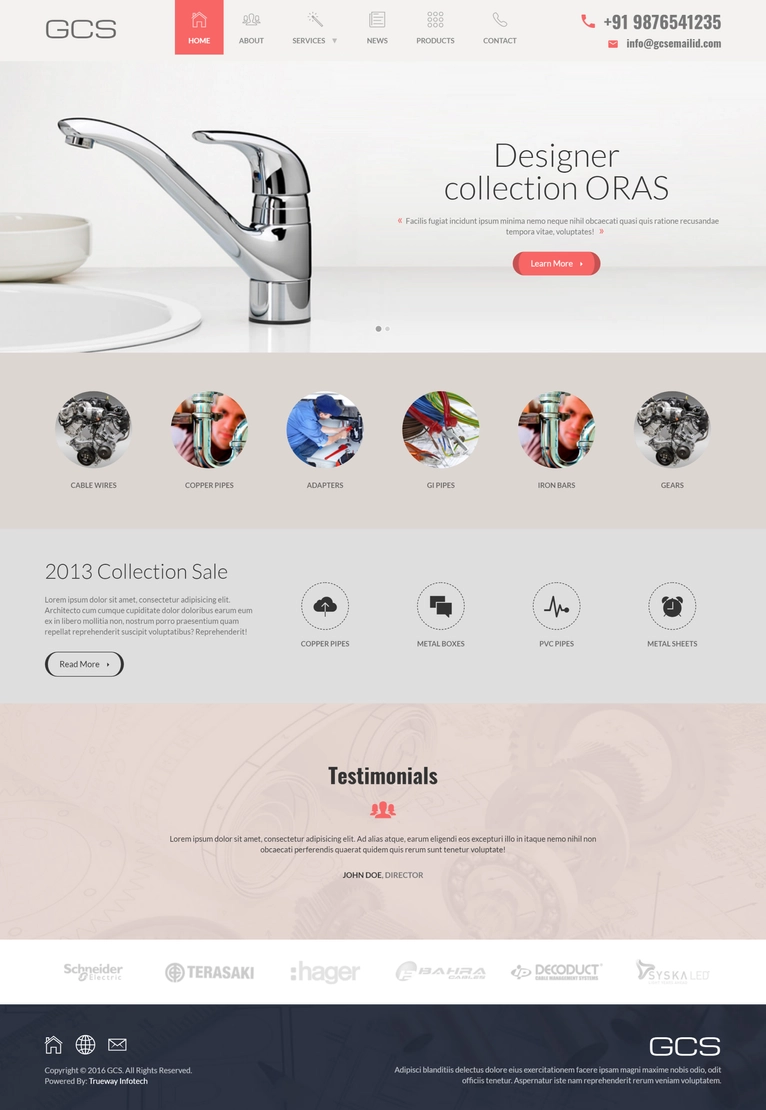 GCS
HOME
ABOUT
SERVICES
NEWS
PRODUCTS
CONTACT
+91 9876541235
info@gcsemailid.com
Designer
collection ORAS
« Facilis fugiat incidunt ipsum minima nemo neque nihil obcaecati quasi quis ratione recusandae
tempora vitae, voluptates! »
Learn More
CABLE WIRES
COPPER PIPES
ADAPTERS
GI PIPES
IRON BARS
GEARS
2013 Collection Sale
Lorem ipsum dolor sit amet, consectetur adipisicing elit.
Architecto cum cumque cupiditate dolor doloribus earum eum
ex in libero mollitia non, nostrum porro praesentium quam
repellat reprehenderit suscipit voluptatibus? Reprehenderit!
Read More
COPPER PIPES
METAL BOXES
PVC PIPES
METAL SHEETS
Testimonials
Lorem ipsum dolor sit amet, consectetur adipisicing elit. Ad alias atque, earum eligendi eos excepturi illo in itaque nemo nihil non
obcaecati perferendis quaerat quidem quis rerum sunt tenetur voluptate!
JOHN DOE, DIRECTOR
Schneider
Electric
TERASAKI
:hager
BAHRA
CABLES
DECODUCT
CABLE MANAGEMENT SYSTEMS
SYSKA LED
GCS
Copyright © 2016 GCS. All Rights Reserved.
Powered By: Trueway Infotech
Adipisci blanditiis delectus dolore eius exercitationem facere ipsam magni maxime nobis odio, odit
officiis tenetur. Aspernatur iste nam reprehenderit rerum veniam voluptatem.